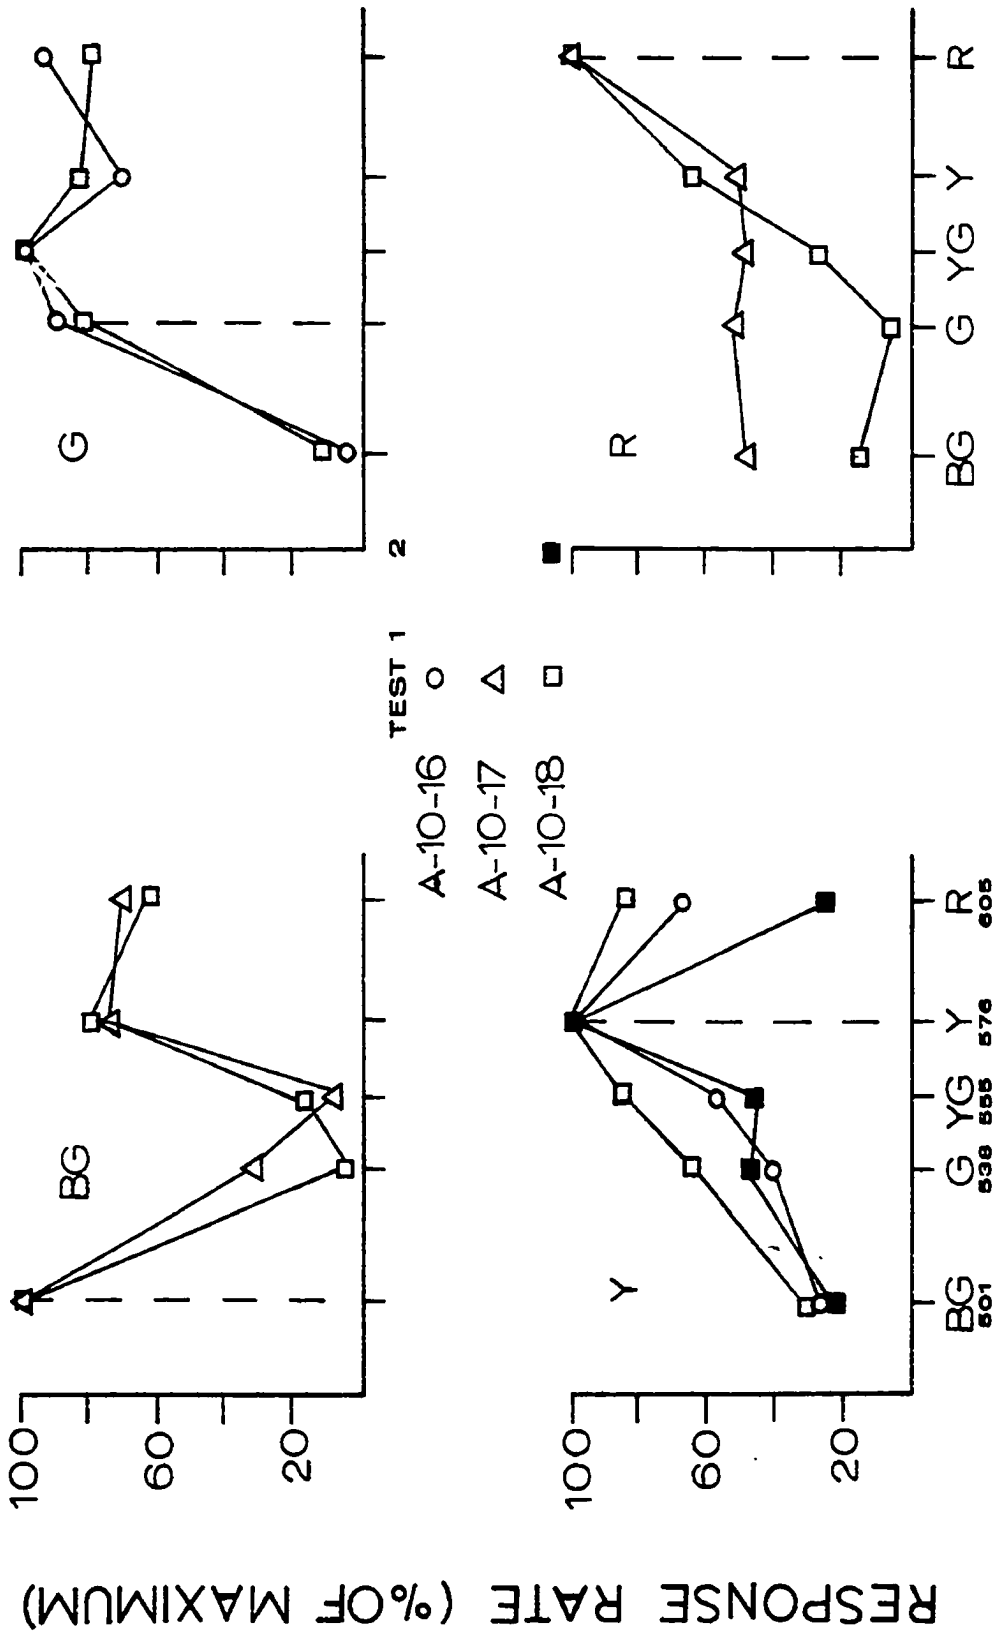 RESPONSE RATE (%OF MAXIMUM)
100
60
20
BG
G
TEST 1 2
A-10-16
A-10-17
A-10-18
100
60
20
Y
R
BG G YG Y R
501 538 555 576 605
BG G YG Y R